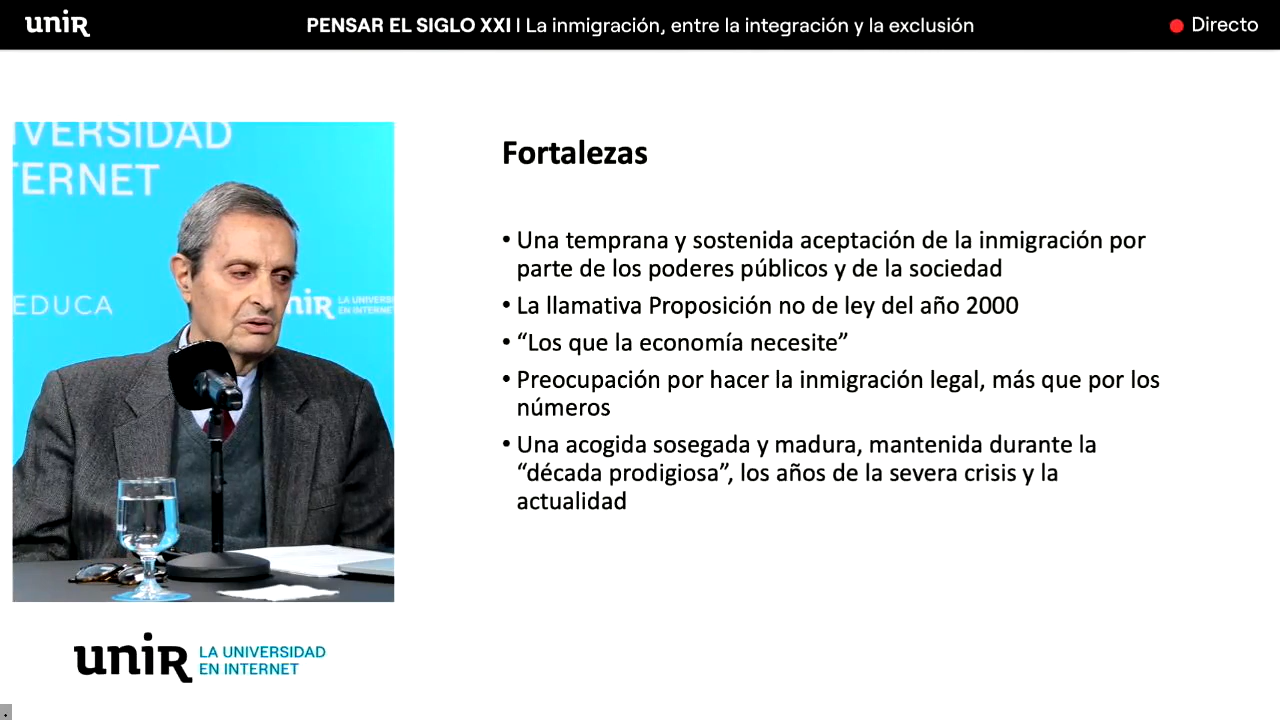 unir
PENSAR EL SIGLO XXI | La inmigración, entre la integración y la exclusión
Directo
IVERSIDAD
TERNET
EDUCA
unir
LA UNIVERSI
EN INTERNET
Fortalezas
• Una temprana y sostenida aceptación de la inmigración por
parte de los poderes públicos y de la sociedad
• La llamativa Proposición no de ley del año 2000
• “Los que la economía necesite”
• Preocupación por hacer la inmigración legal, más que por los
números
• Una acogida sosegada y madura, mantenida durante la
“década prodigiosa”, los años de la severa crisis y la
actualidad
unir
LA UNIVERSIDAD
EN INTERNET